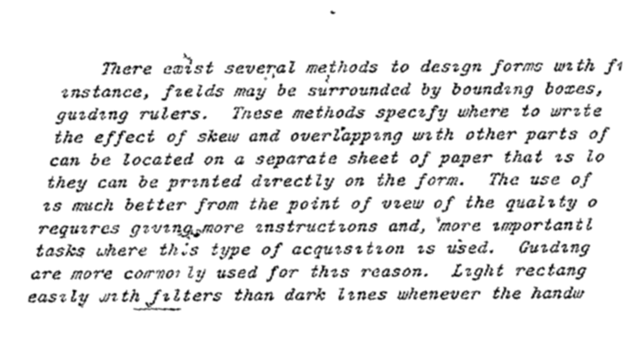 There exist several methods to design forms with fi
instance, fields may be surrounded by bounding boxes,
guiding rulers. These methods specify where to write
the effect of skew and overlapping with other parts of
can be located on a separate sheet of paper that is lo
they can be printed directly on the form. The use of
is much better from the point of view of the quality o
requires giving more instructions and, more importantl
tasks where this type of acquisition is used. Guiding
are more commonly used for this reason. Light rectang
easily with filters than dark lines whenever the handw